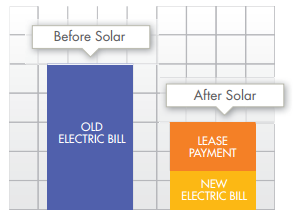 Before Solar
After Solar
OLD
ELECTRIC BILL
LEASE
PAYMENT
NEW
ELECTRIC BILL